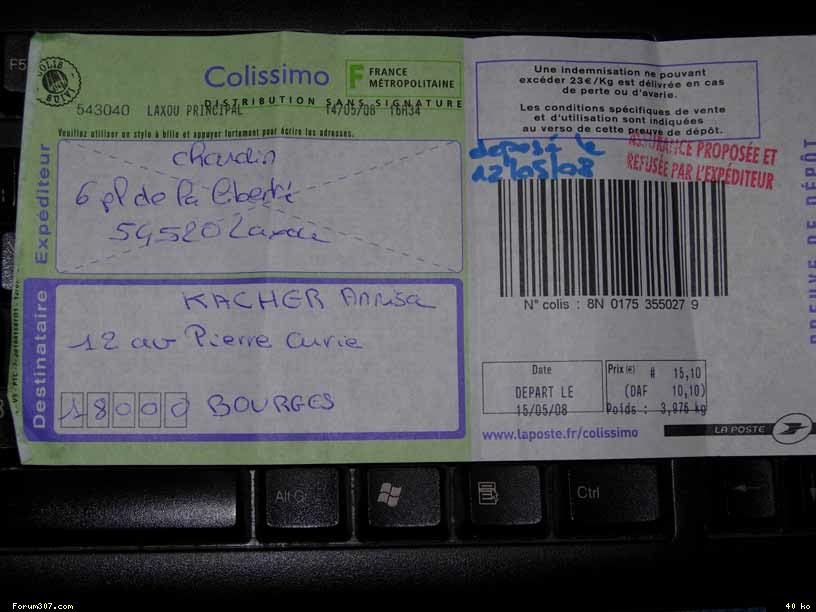 F5
Colissimo
F FRANCE
MÉTROPOLITAINE
DISTRIBUTION SANS SIGNATURE
543040 LAXOU PRINCIPAL 14/05/08 16H34
Veuillez utiliser un stylo à bille et appuyer fortement pour écrire les adresses.
Expéditeur
chardin
6 pl de la liberté
54520 Laxou
Destinataire
KACHER Annisa
12 av Pierre Curie
18000 BOURGES
Une indemnisation ne pouvant
excéder 23€/Kg est délivrée en cas
de perte ou d'avarie.
Les conditions spécifiques de vente
et d'utilisation sont indiquées
au verso de cette preuve de dépôt.
déposé le
12/05/08
ASSURANCE PROPOSÉE ET
REFUSÉE PAR L'EXPÉDITEUR
N° colis : 8N 0175 355027 9
Date
DEPART LE
15/05/08
Prix(€) # 15,10
(DAF 10,10)
Poids : 3,976 kg
www.laposte.fr/colissimo
LA POSTE
PREUVE DE DÉPÔT
Alt Gr
Ctrl
Forum307.com
40 ko